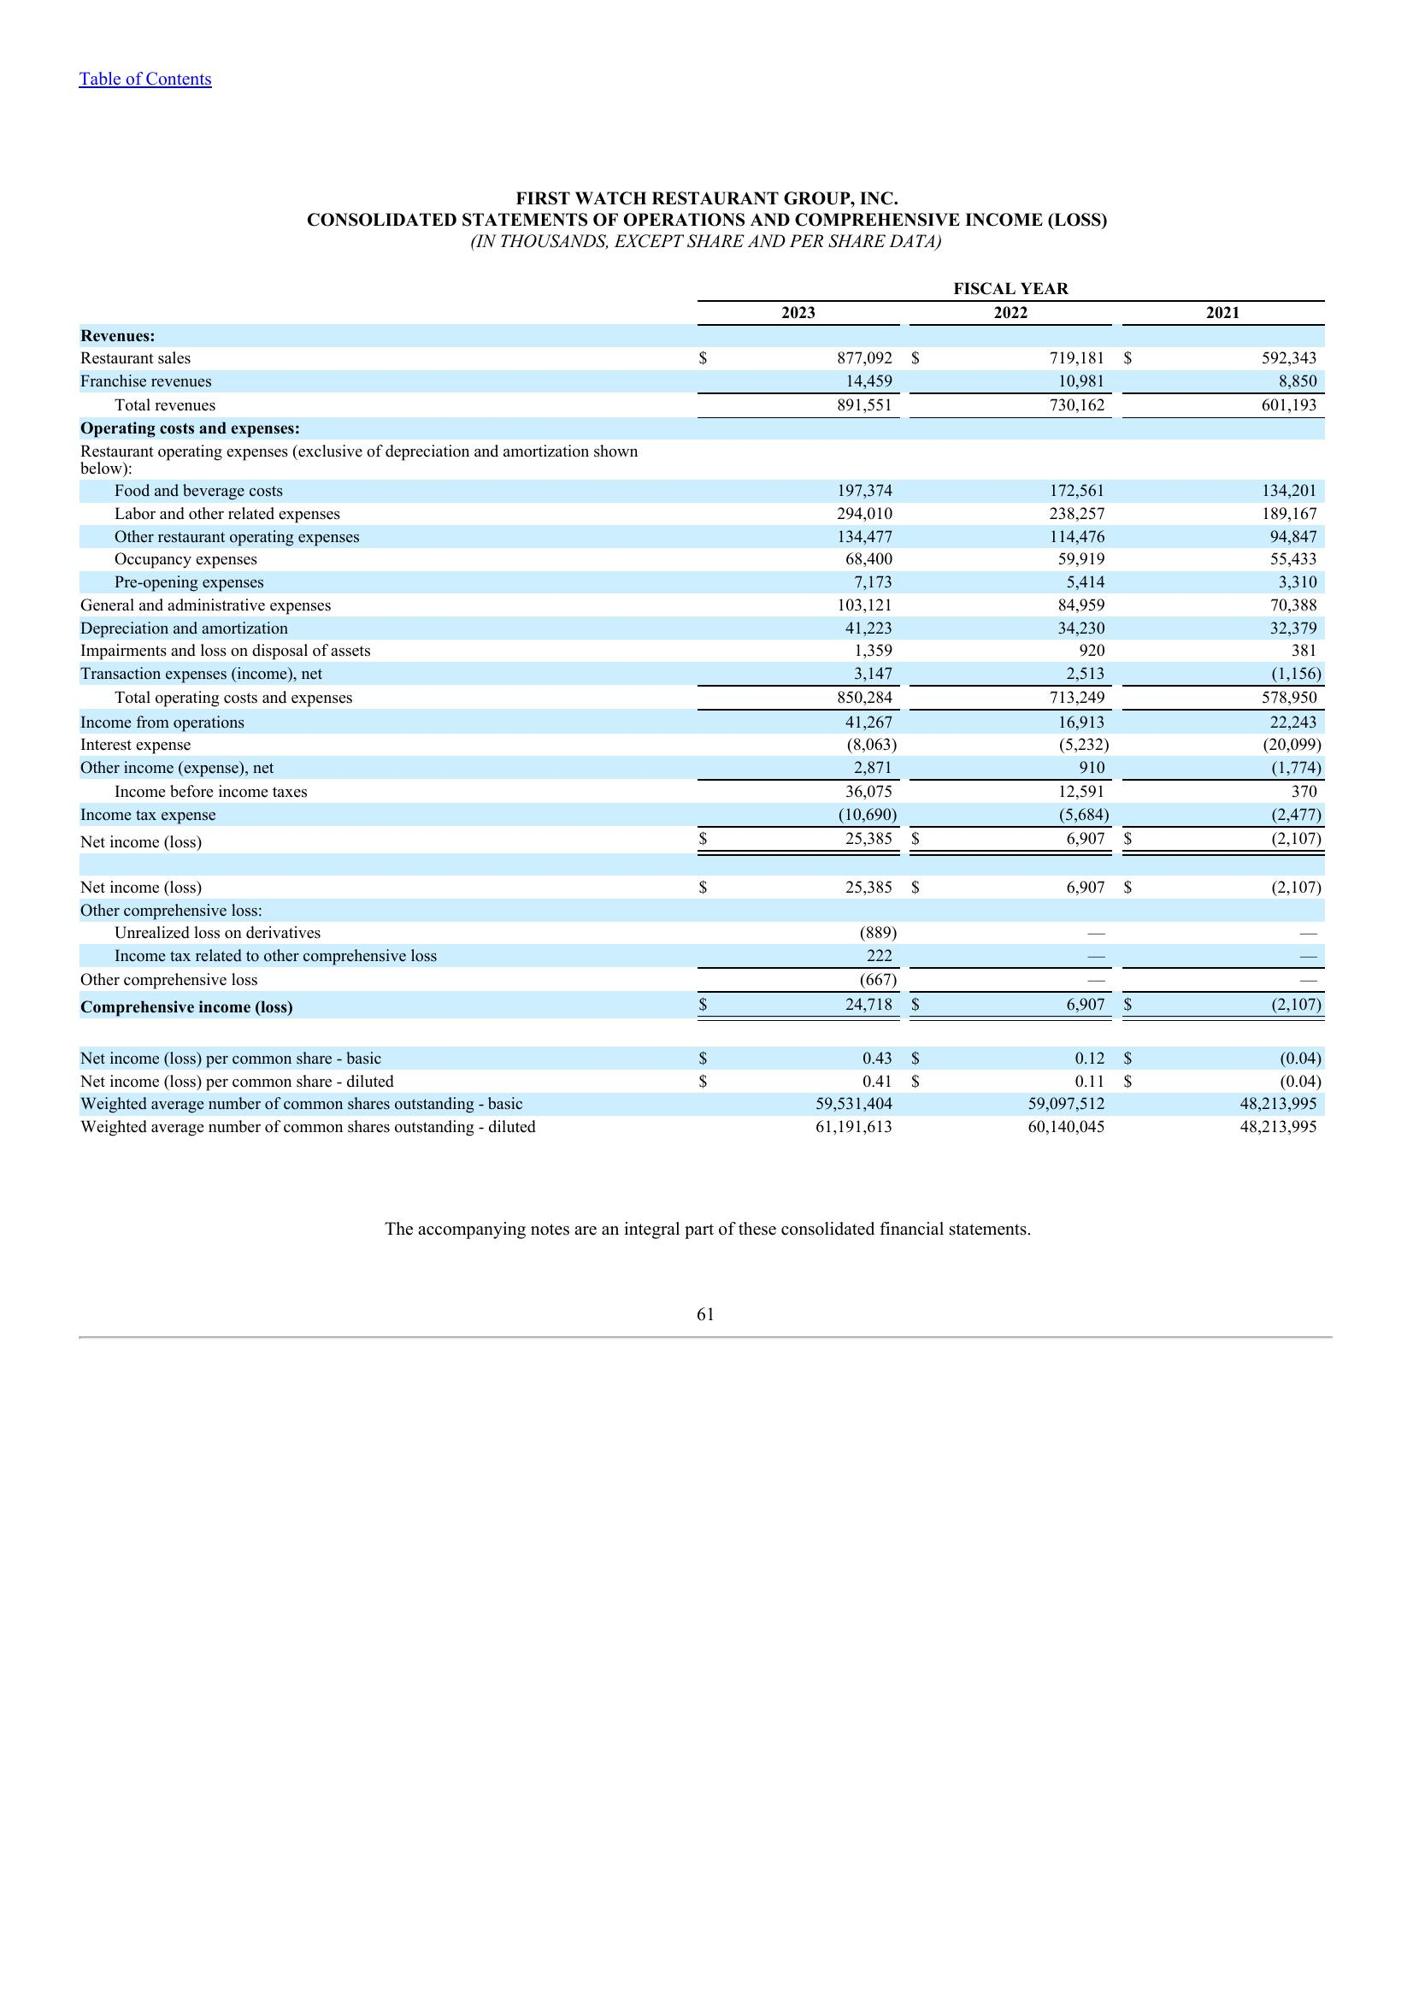 Table of Contents
FIRST WATCH RESTAURANT GROUP, INC.
CONSOLIDATED STATEMENTS OF OPERATIONS AND COMPREHENSIVE INCOME (LOSS)
(IN THOUSANDS, EXCEPT SHARE AND PER SHARE DATA)
FISCAL YEAR
2023 2022 2021
Revenues:
Restaurant sales $ 877,092 $ 719,181 $ 592,343
Franchise revenues 14,459 10,981 8,850
Total revenues 891,551 730,162 601,193
Operating costs and expenses:
Restaurant operating expenses (exclusive of depreciation and amortization shown
below):
Food and beverage costs 197,374 172,561 134,201
Labor and other related expenses 294,010 238,257 189,167
Other restaurant operating expenses 134,477 114,476 94,847
Occupancy expenses 68,400 59,919 55,433
Pre-opening expenses 7,173 5,414 3,310
General and administrative expenses 103,121 84,959 70,388
Depreciation and amortization 41,223 34,230 32,379
Impairments and loss on disposal of assets 1,359 920 381
Transaction expenses (income), net 3,147 2,513 (1,156)
Total operating costs and expenses 850,284 713,249 578,950
Income from operations 41,267 16,913 22,243
Interest expense (8,063) (5,232) (20,099)
Other income (expense), net 2,871 910 (1,774)
Income before income taxes 36,075 12,591 370
Income tax expense (10,690) (5,684) (2,477)
Net income (loss) $ 25,385 $ 6,907 $ (2,107)
Net income (loss) $ 25,385 $ 6,907 $ (2,107)
Other comprehensive loss:
Unrealized loss on derivatives (889) — —
Income tax related to other comprehensive loss 222 — —
Other comprehensive loss (667) — —
Comprehensive income (loss) $ 24,718 $ 6,907 $ (2,107)
Net income (loss) per common share - basic $ 0.43 $ 0.12 $ (0.04)
Net income (loss) per common share - diluted $ 0.41 $ 0.11 $ (0.04)
Weighted average number of common shares outstanding - basic 59,531,404 59,097,512 48,213,995
Weighted average number of common shares outstanding - diluted 61,191,613 60,140,045 48,213,995
The accompanying notes are an integral part of these consolidated financial statements.
61